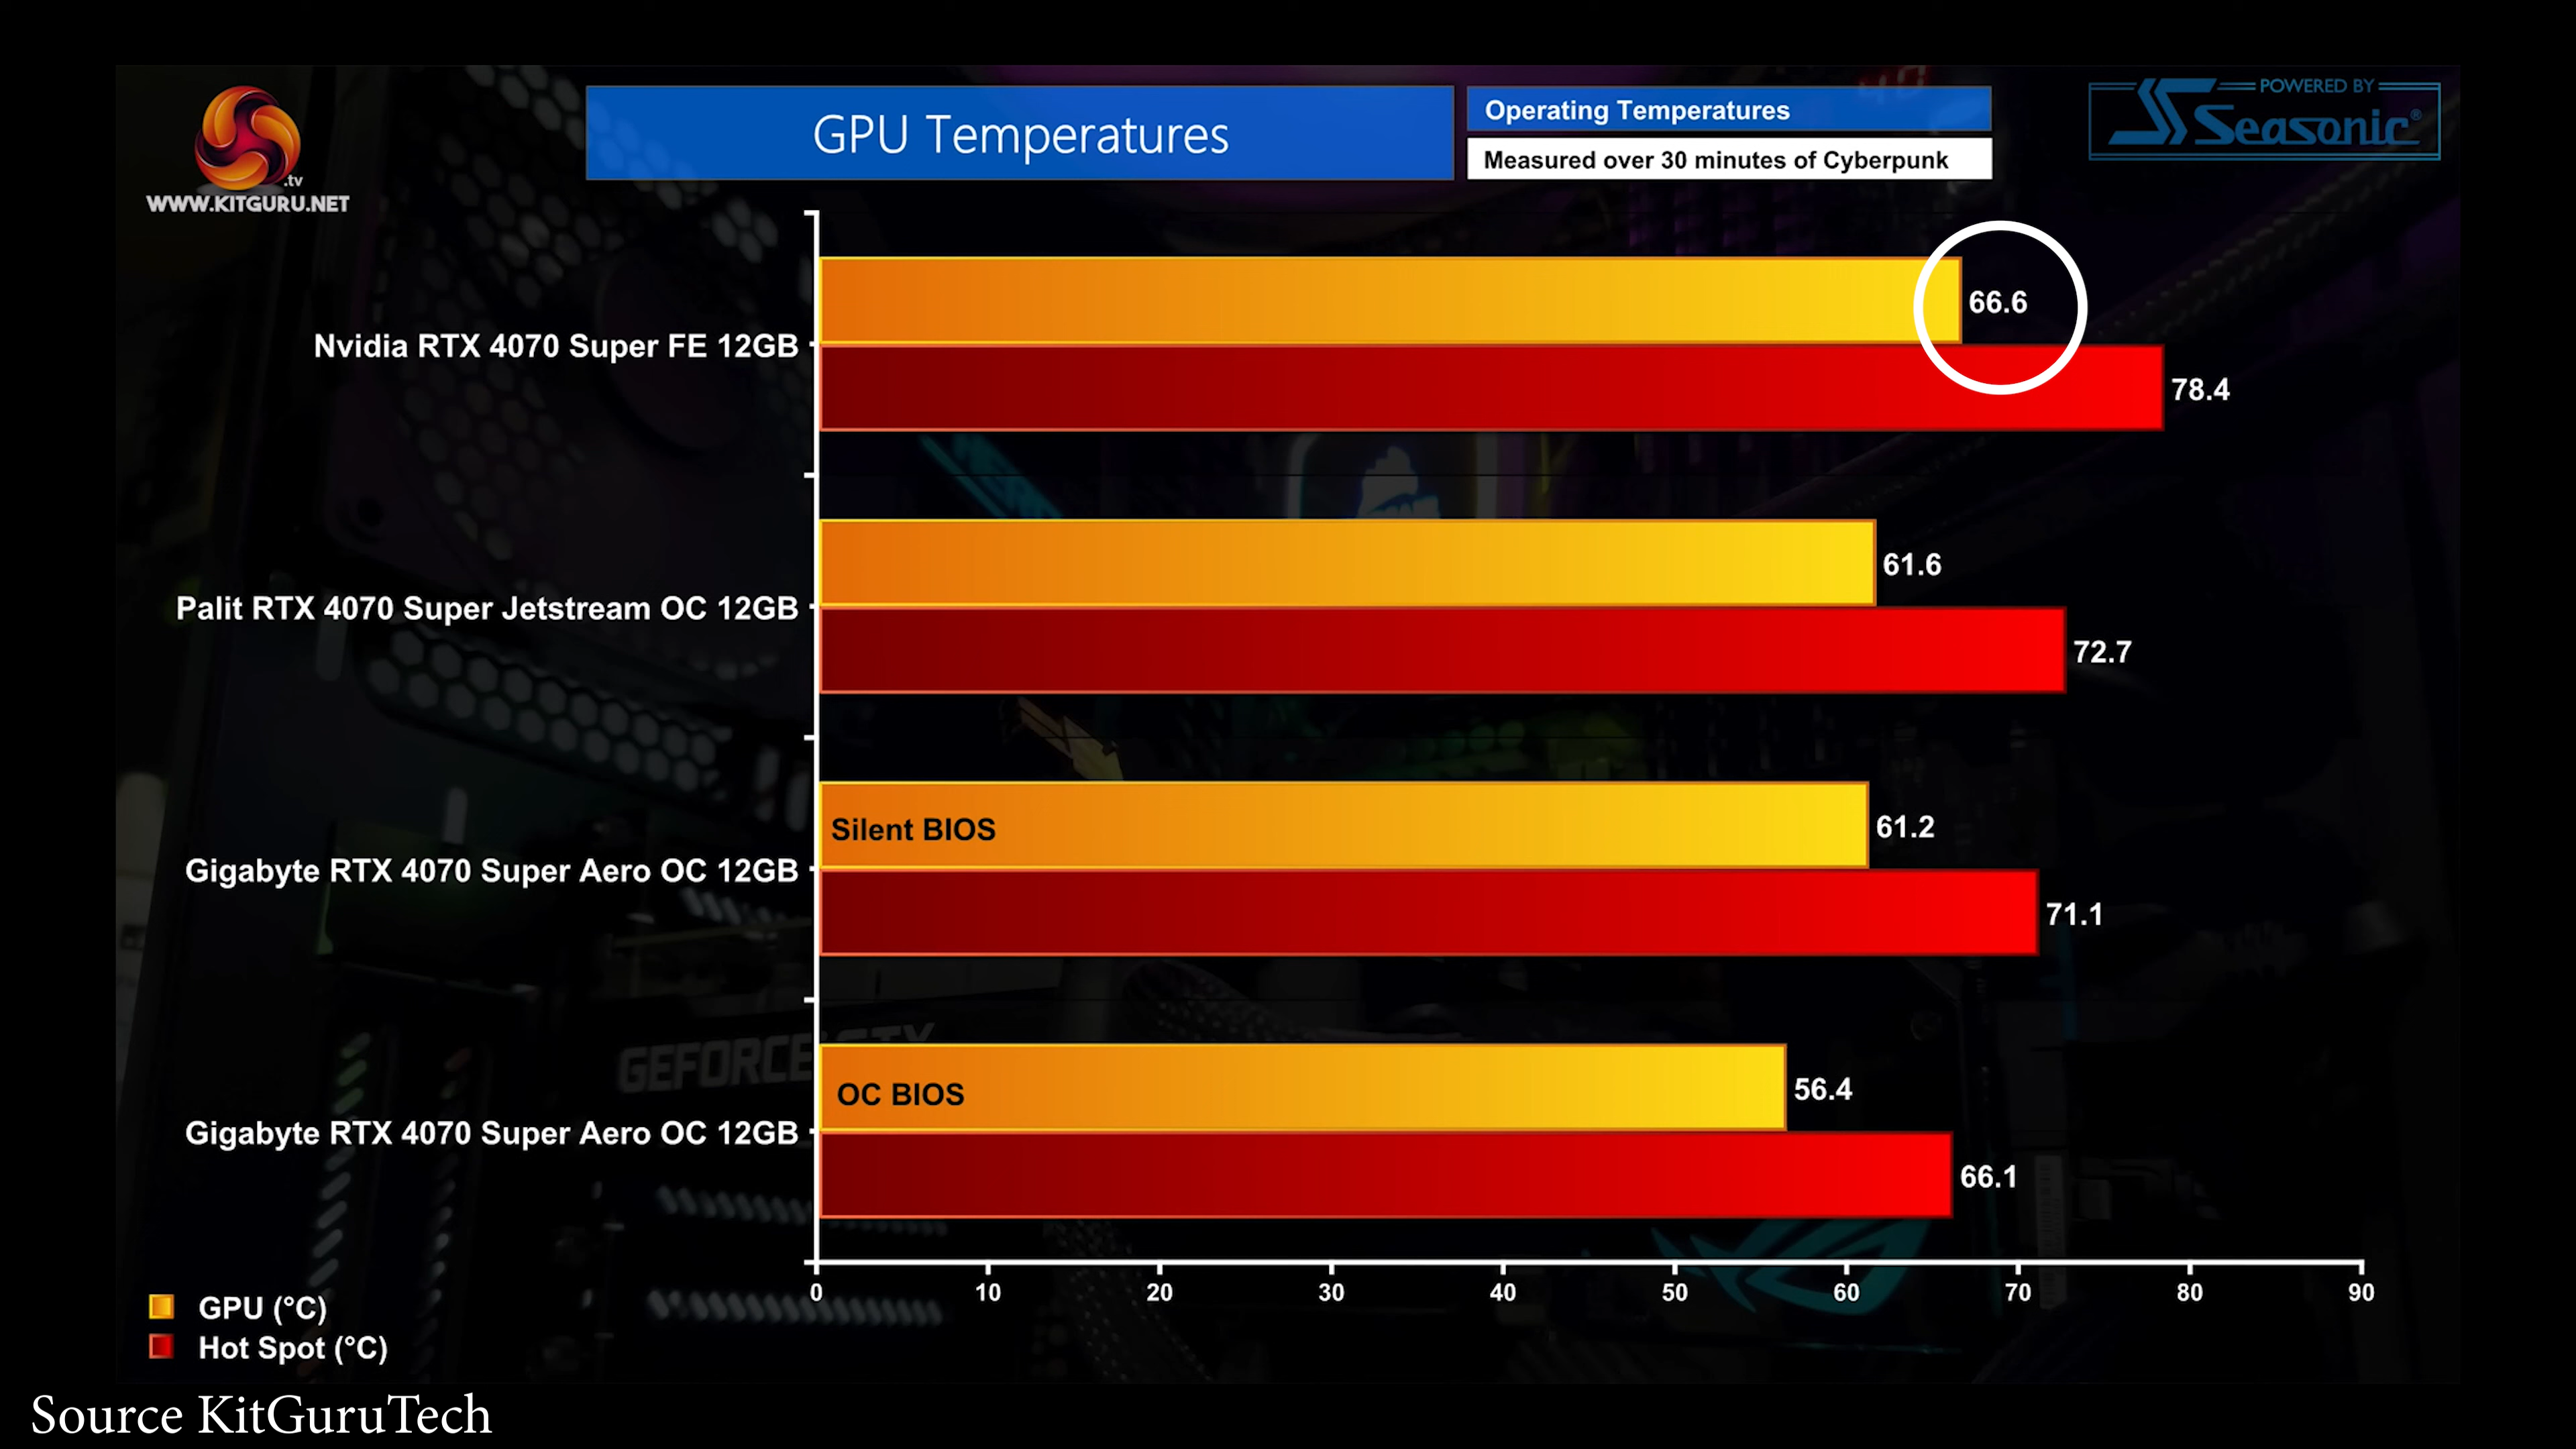 .tv
WWW.KITGURU.NET
GPU Temperatures
Operating Temperatures
Measured over 30 minutes of Cyberpunk
POWERED BY
Seasonic®
Nvidia RTX 4070 Super FE 12GB
66.6
78.4
Palit RTX 4070 Super Jetstream OC 12GB
61.6
72.7
Gigabyte RTX 4070 Super Aero OC 12GB
Silent BIOS
61.2
71.1
GEFORCE GTX
Gigabyte RTX 4070 Super Aero OC 12GB
OC BIOS
56.4
66.1
0 10 20 30 40 50 60 70 80 90
GPU (°C)
Hot Spot (°C)
Source KitGuruTech